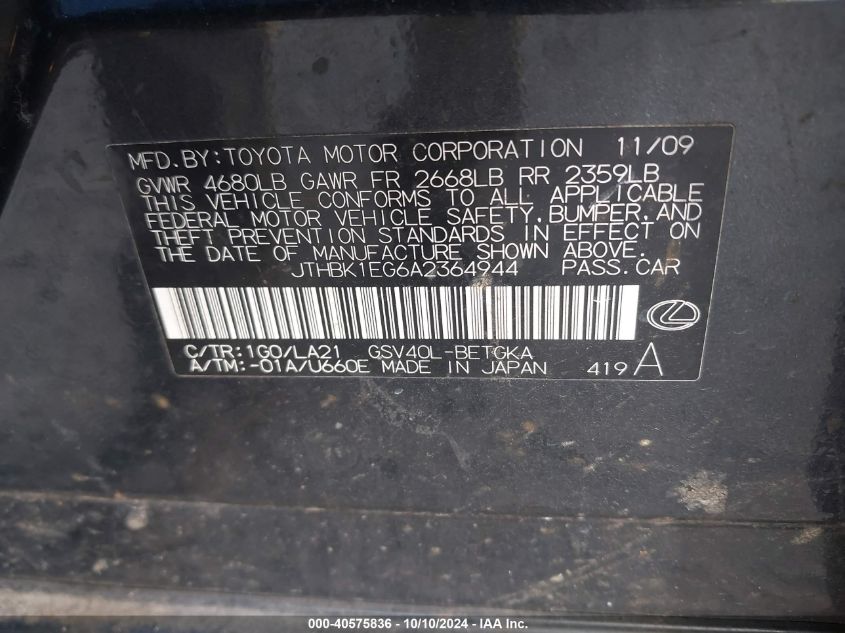 MFD.BY:TOYOTA MOTOR CORPORATION 11/09
GVWR 4680LB GAWR FR 2668LB RR 2359LB
THIS VEHICLE CONFORMS TO ALL APPLICABLE
FEDERAL MOTOR VEHICLE SAFETY,BUMPER,AND
THEFT PREVENTION STANDARDS IN EFFECT ON
THE DATE OF MANUFACTURE SHOWN ABOVE.
JTHBK1EG6A2364944 PASS.CAR
C/TR:1G0/LA21 GSV40L-BETGKA
A/TM:-01A/U660E MADE IN JAPAN 419 A
000-40575836 - 10/10/2024 - IAA Inc.